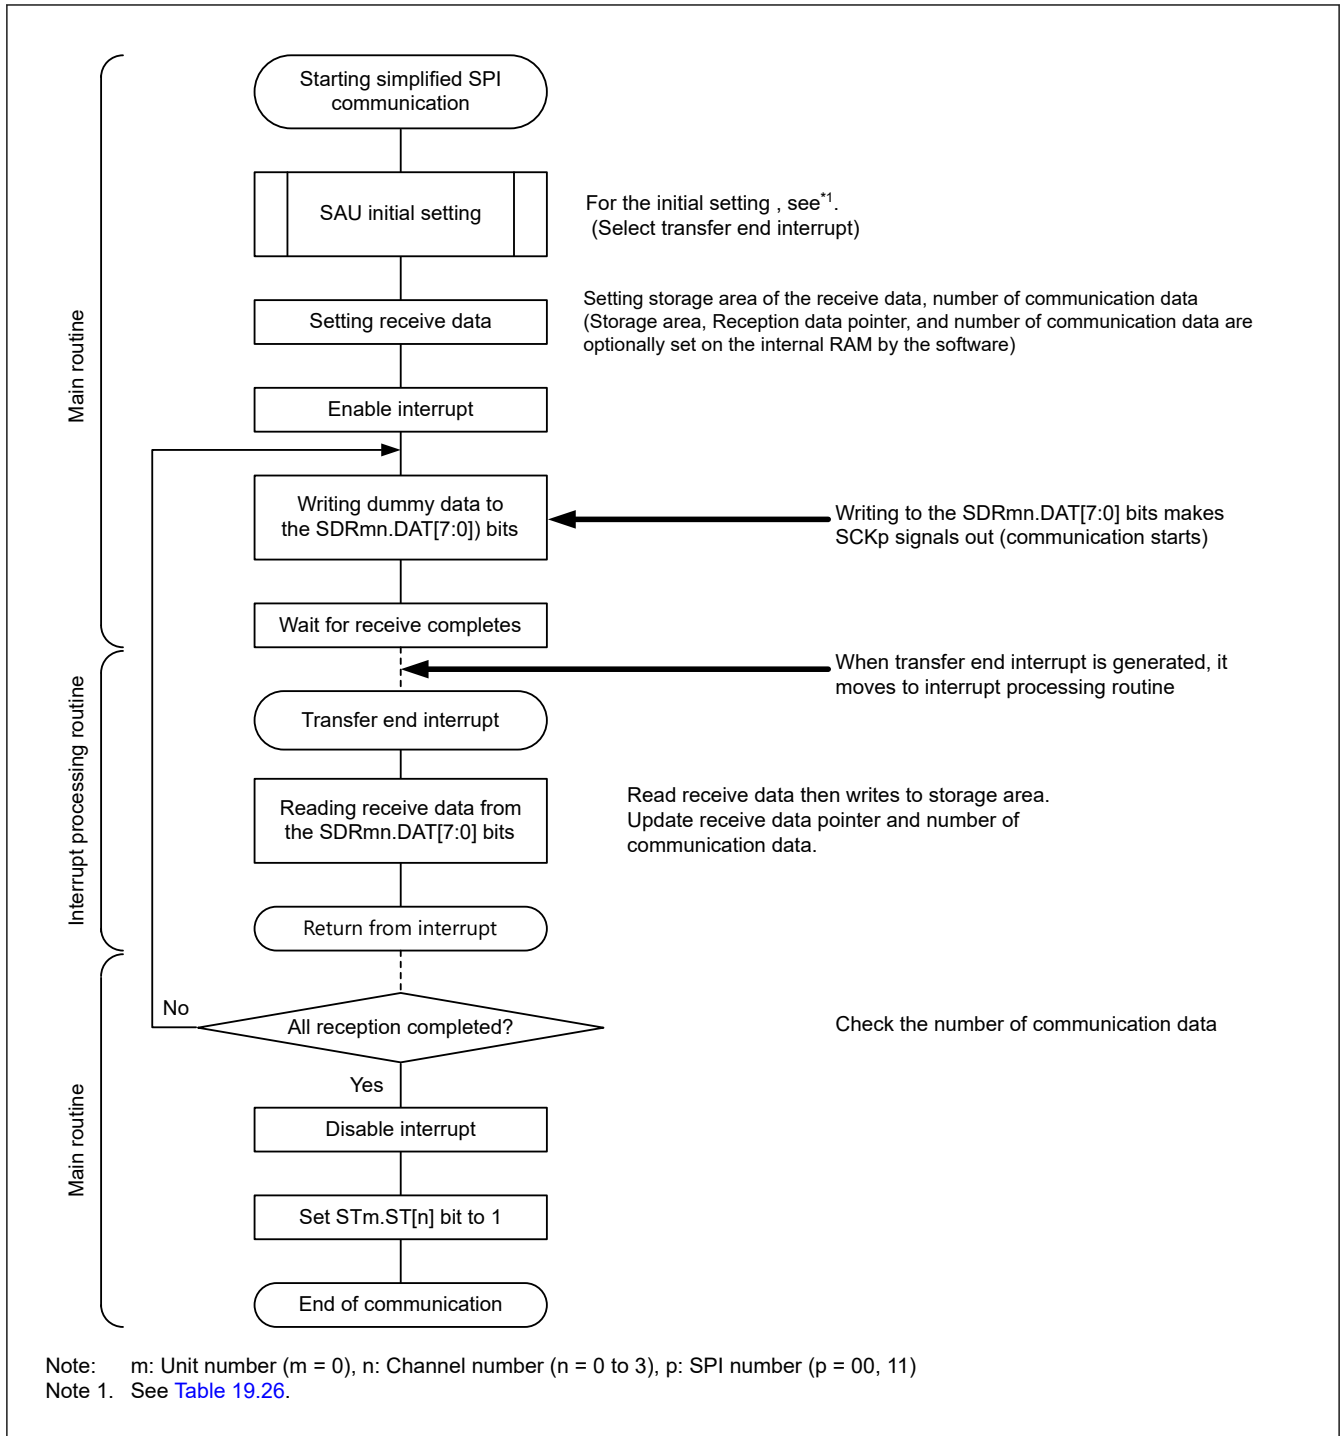 Starting simplified SPI
communication
SAU initial setting
For the initial setting , see*1.
(Select transfer end interrupt)
Setting receive data
Setting storage area of the receive data, number of communication data
(Storage area, Reception data pointer, and number of communication data are
optionally set on the internal RAM by the software)
Main routine
Enable interrupt
Writing dummy data to
the SDRmn.DAT[7:0]) bits
Writing to the SDRmn.DAT[7:0] bits makes
SCKp signals out (communication starts)
Wait for receive completes
When transfer end interrupt is generated, it
moves to interrupt processing routine
Transfer end interrupt
Interrupt processing routine
Reading receive data from
the SDRmn.DAT[7:0] bits
Read receive data then writes to storage area.
Update receive data pointer and number of
communication data.
Return from interrupt
No
All reception completed?
Check the number of communication data
Yes
Main routine
Disable interrupt
Set STm.ST[n] bit to 1
End of communication
Note: m: Unit number (m = 0), n: Channel number (n = 0 to 3), p: SPI number (p = 00, 11)
Note 1. See Table 19.26.